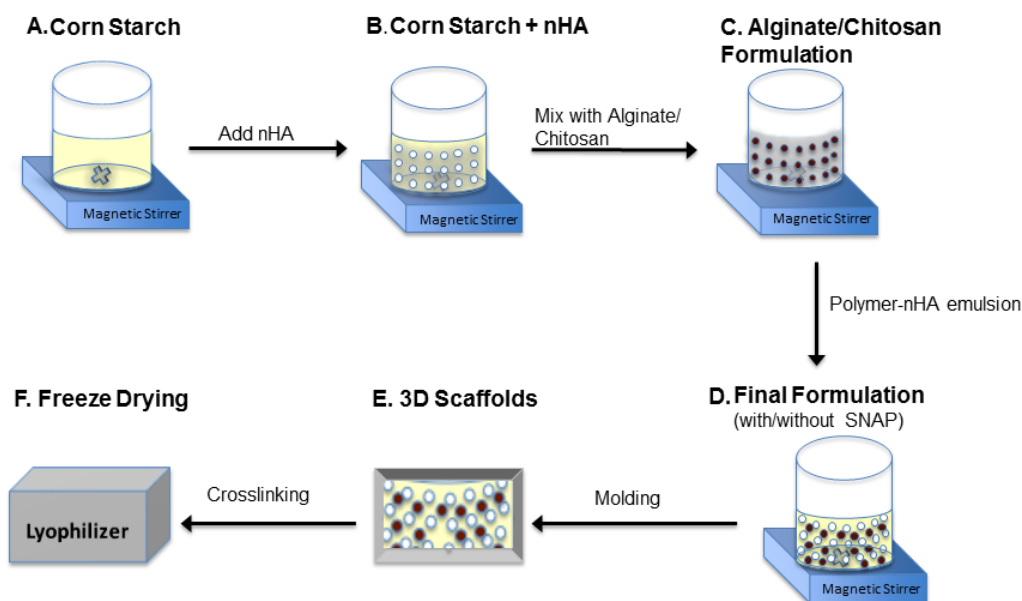 A. Corn Starch
B. Corn Starch + nHA
C. Alginate/Chitosan
Formulation
Add nHA
Mix with Alginate/
Chitosan
Magnetic Stirrer
Magnetic Stirrer
Magnetic Stirrer
Polymer-nHA emulsion
F. Freeze Drying
E. 3D Scaffolds
D. Final Formulation
(with/without SNAP)
Lyophilizer
Crosslinking
Molding
Magnetic Stirrer